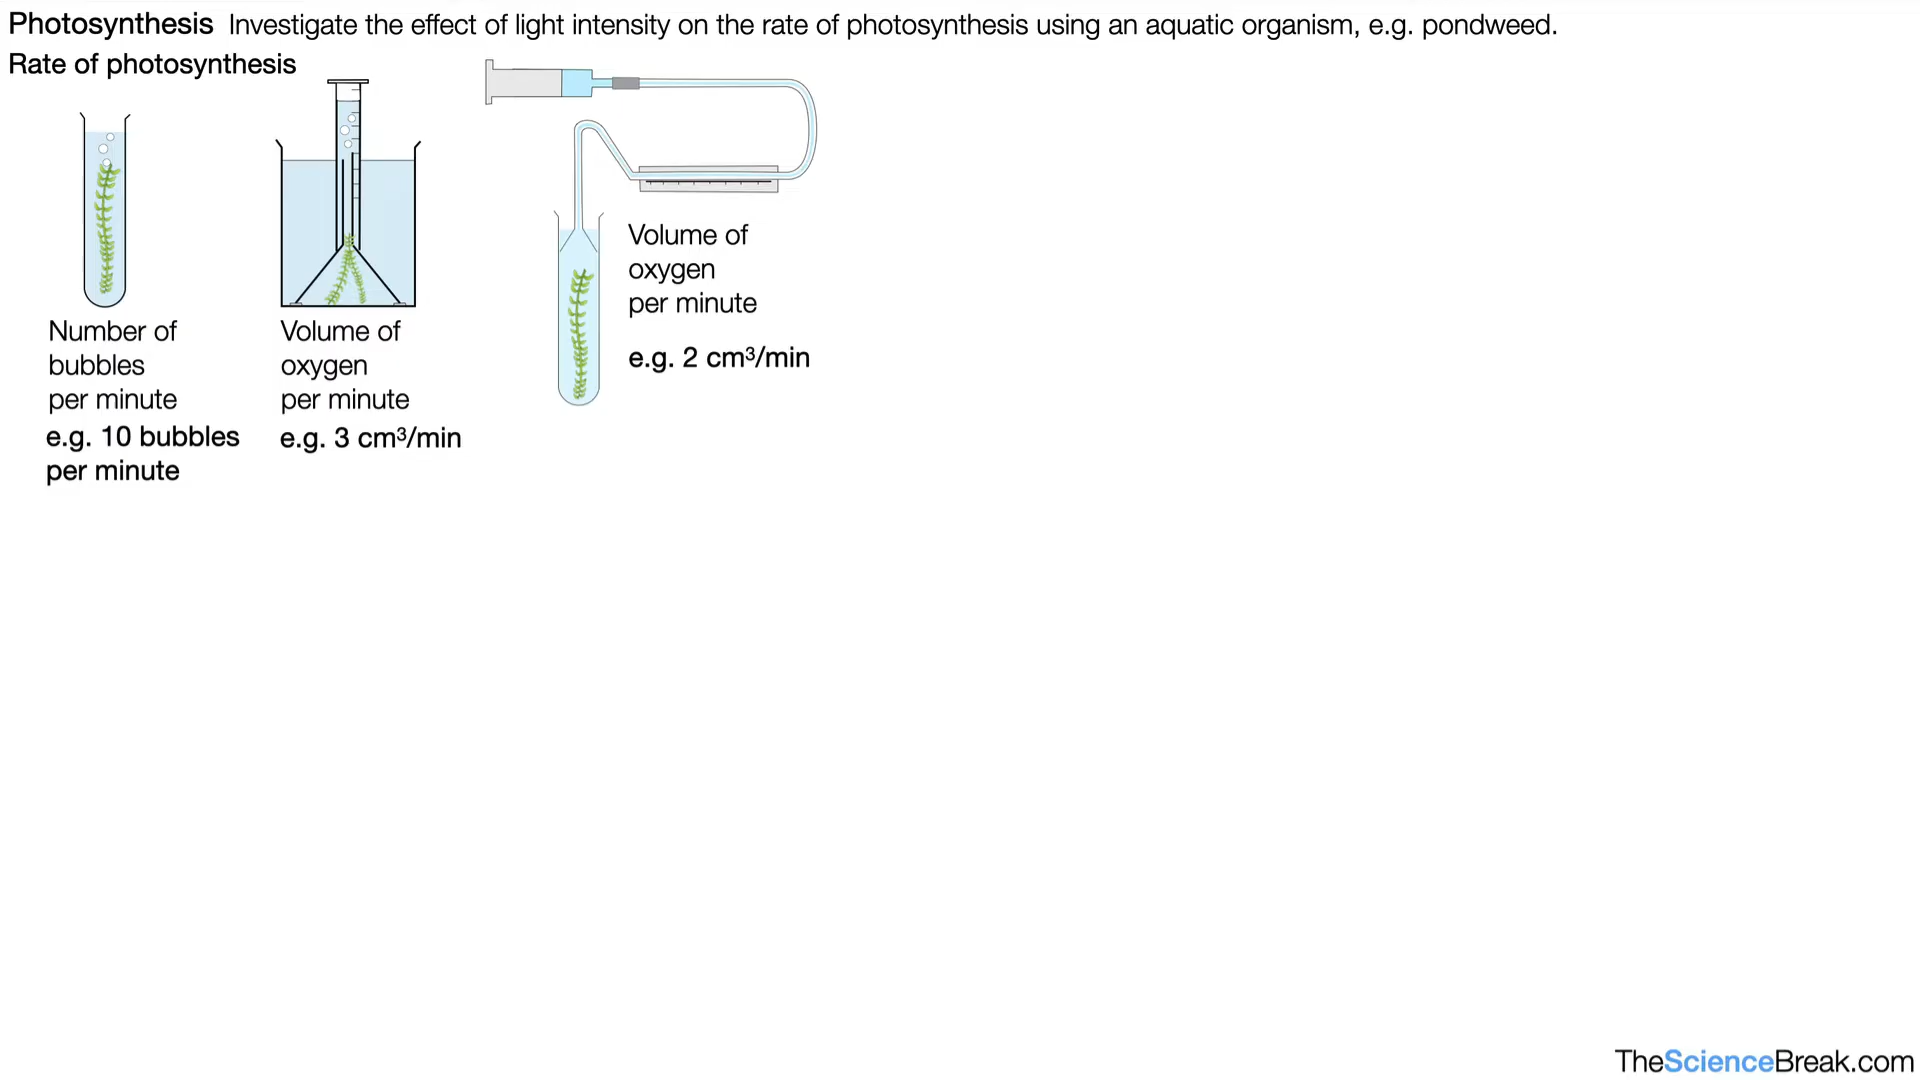 Photosynthesis Investigate the effect of light intensity on the rate of photosynthesis using an aquatic organism, e.g. pondweed.
Rate of photosynthesis
Number of
bubbles
per minute
e.g. 10 bubbles
per minute
Volume of
oxygen
per minute
e.g. 3 cm³/min
Volume of
oxygen
per minute
e.g. 2 cm³/min
TheScienceBreak.com